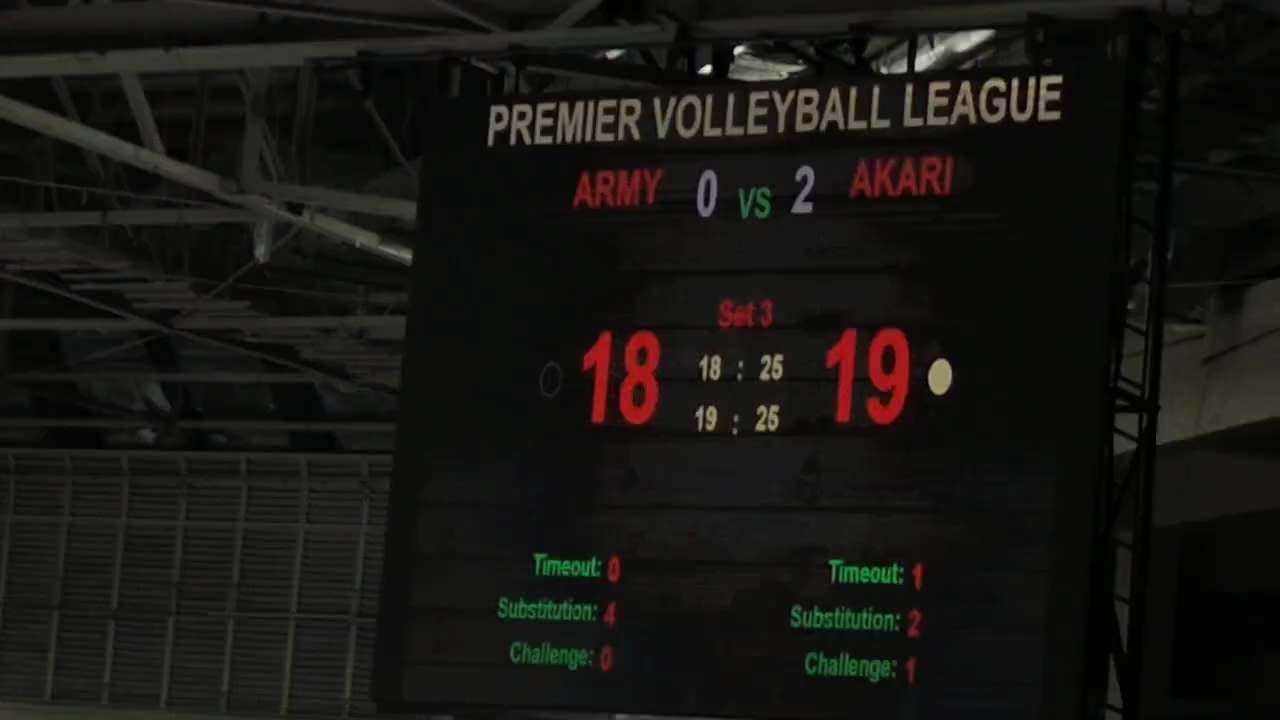 PREMIER VOLLEYBALL LEAGUE
ARMY 0 VS 2 AKARI
Set 3
18 18 : 25 19
19 : 25
Timeout: 0 Timeout: 1
Substitution: 4 Substitution: 2
Challenge: 0 Challenge: 1